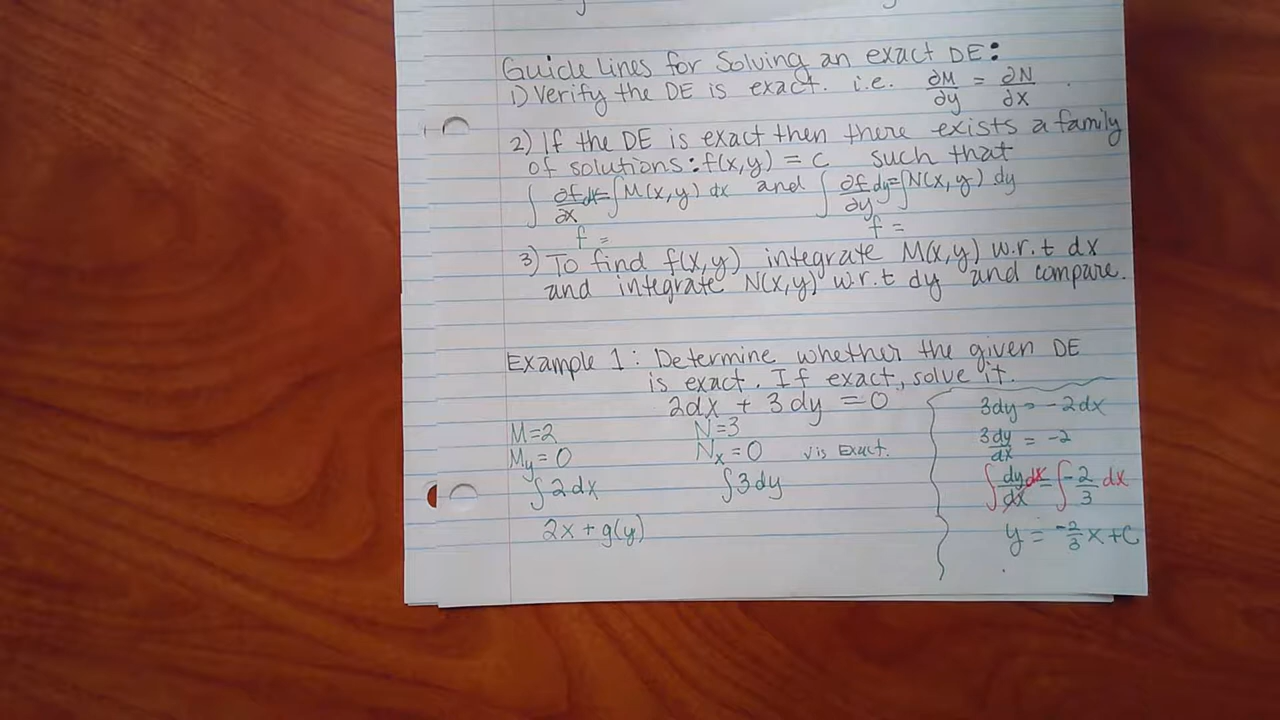 Guide lines for Solving an exact DE:
1) Verify the DE is exact. i.e. ∂M/∂y = ∂N/∂x
2) If the DE is exact then there exists a family
of solutions: f(x,y) = C such that
∫ ∂f/∂x dx = ∫ M(x,y) dx and ∫ ∂f/∂y dy = ∫ N(x,y) dy
f = f =
3) To find f(x,y) integrate M(x,y) w.r.t dx
and integrate N(x,y) w.r.t dy and compare.
Example 1: Determine whether the given DE
is exact. If exact, solve it.
2dx + 3dy = 0
M=2 N=3
My = 0 Nx = 0 √is Exact.
∫2dx ∫3dy
2x + g(y)
3dy = -2dx
3dy/dx = -2
∫ dy/dx dx = ∫ -2/3 dx
y = -2/3 x + C